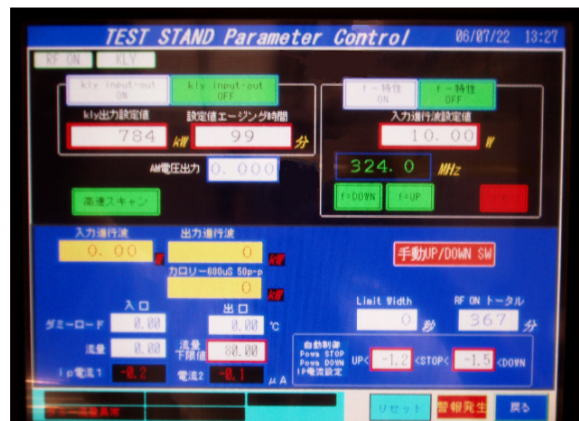 TEST STAND Parameter Control 06/07/22 13:27
RF ON KLY
kly input-out ON
kly input-out OFF
f-特性 ON
f-特性 OFF
kly出力設定値 設定値エージング時間
784 kW 99 分
入力進行波設定値
10.00 W
AM電圧出力 0.000
324.0 MHz
高速スキャン
f=DOWN f=UP
入力進行波 出力進行波
0.00 0 kW
カロリー600uS 50p-p
0 kW
手動UP/DOWN SW
入口 出口
ダミーロード 0.00 0.00 ℃
流量 0.00 流量下限値 80.00
Ip電流1 -0.2 電流2 -0.1 μA
Limit Width RF ON トータル
0 秒 367 分
自動制御
Powa STOP
Powa DOWN
IP電流設定
UP< -1.2 <STOP< -1.5 <DOWN
ダミー流量異常
リセット 警報発生 戻る